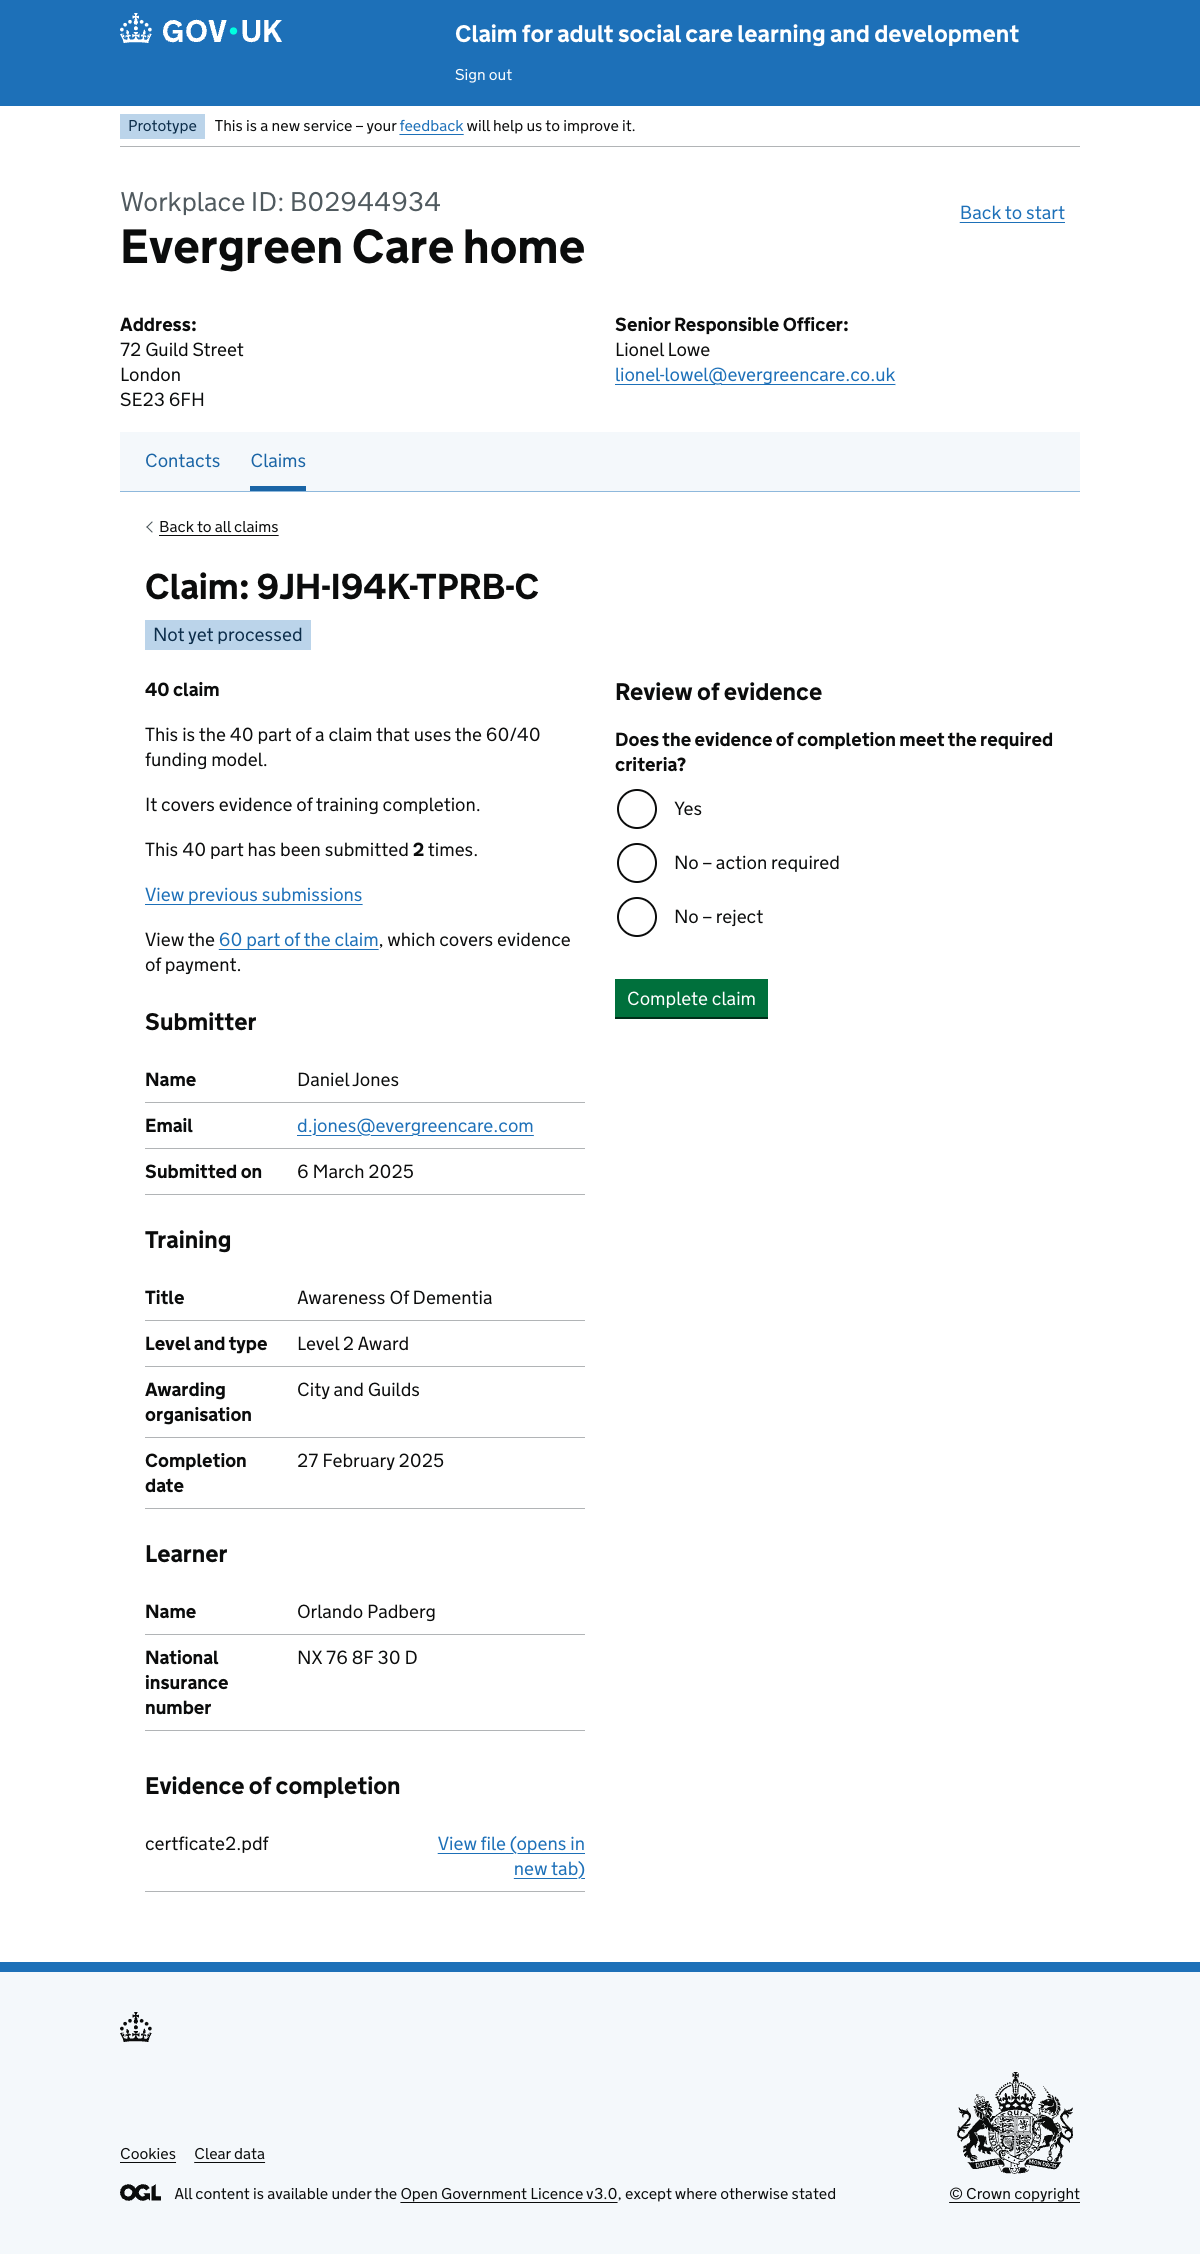 GOV·UK
Claim for adult social care learning and development
Sign out
Prototype This is a new service – your feedback will help us to improve it.
Workplace ID: B02944934
Evergreen Care home
Back to start
Address:
72 Guild Street
London
SE23 6FH
Senior Responsible Officer:
Lionel Lowe
lionel-lowel@evergreencare.co.uk
Contacts Claims
Back to all claims
Claim: 9JH-I94K-TPRB-C
Not yet processed
40 claim
This is the 40 part of a claim that uses the 60/40
funding model.
It covers evidence of training completion.
This 40 part has been submitted 2 times.
View previous submissions
View the 60 part of the claim, which covers evidence
of payment.
Review of evidence
Does the evidence of completion meet the required
criteria?
Yes
No – action required
No – reject
Complete claim
Submitter
Name Daniel Jones
Email d.jones@evergreencare.com
Submitted on 6 March 2025
Training
Title Awareness Of Dementia
Level and type Level 2 Award
Awarding City and Guilds
organisation
Completion 27 February 2025
date
Learner
Name Orlando Padberg
National NX 76 8F 30 D
insurance
number
Evidence of completion
certficate2.pdf View file (opens in
new tab)
Cookies Clear data
OGL All content is available under the Open Government Licence v3.0, except where otherwise stated
© Crown copyright